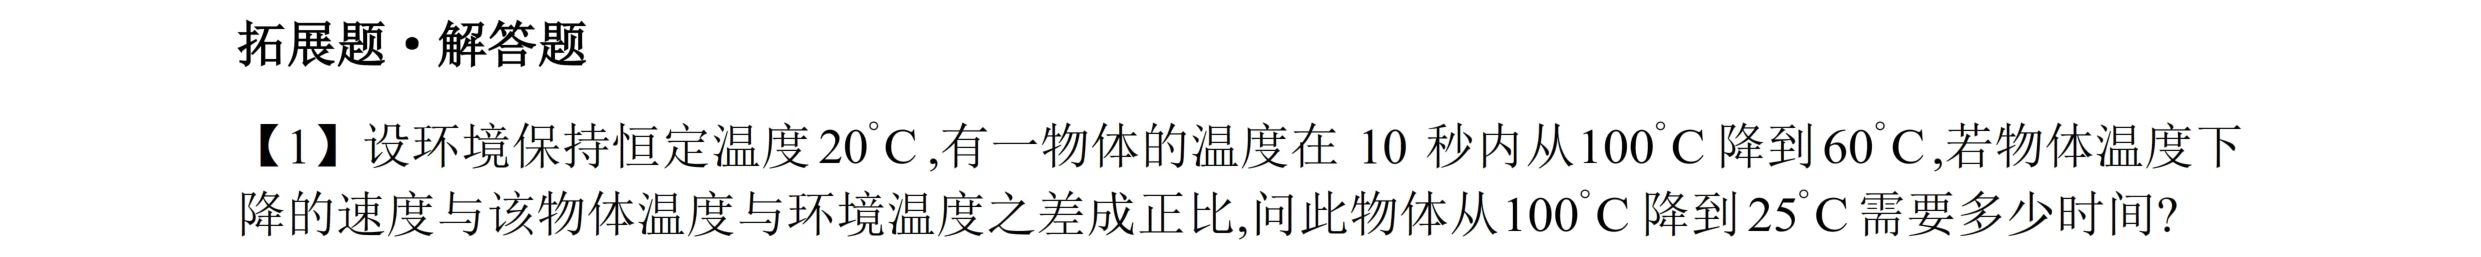 拓展题·解答题
【1】设环境保持恒定温度20°C,有一物体的温度在 10 秒内从100°C降到60°C,若物体温度下
降的速度与该物体温度与环境温度之差成正比,问此物体从100°C降到25°C需要多少时间?